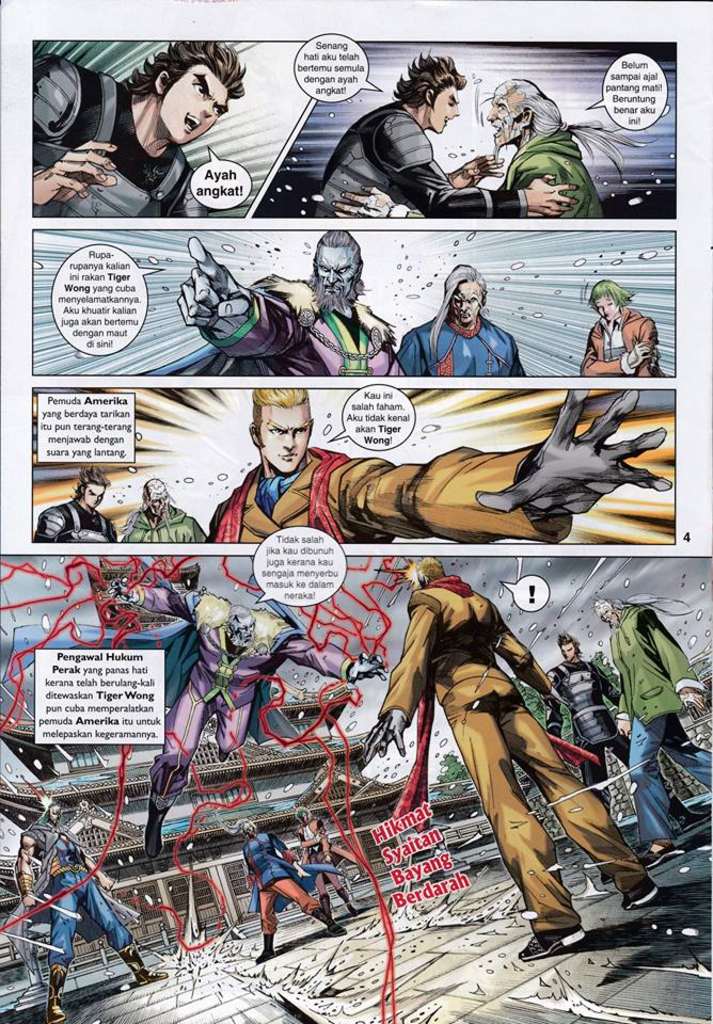 Ayah
angkat!
Senang
hati aku telah
bertemu semula
dengan ayah
angkat!
Belum
sampai ajal
pantang mati!
Beruntung
benar aku
ini!
Rupa-
rupanya kalian
ini rakan Tiger
Wong yang cuba
menyelamatkannya.
Aku khuatir kalian
juga akan bertemu
dengan maut
di sini!
Pemuda Amerika
yang berdaya tarikan
itu pun terang-terang
menjawab dengan
suara yang lantang.
Kau ini
salah faham.
Aku tidak kenal
akan Tiger
Wong!
4
Tidak salah
jika kau dibunuh
juga kerana kau
sengaja menyerbu
masuk ke dalam
neraka!
!
Pengawal Hukum
Perak yang panas hati
kerana telah berulang-kali
ditewaskan Tiger Wong
pun cuba memperalatkan
pemuda Amerika itu untuk
melepaskan kegeramannya.
Hikmat
Syaitan
Bayang
Berdarah